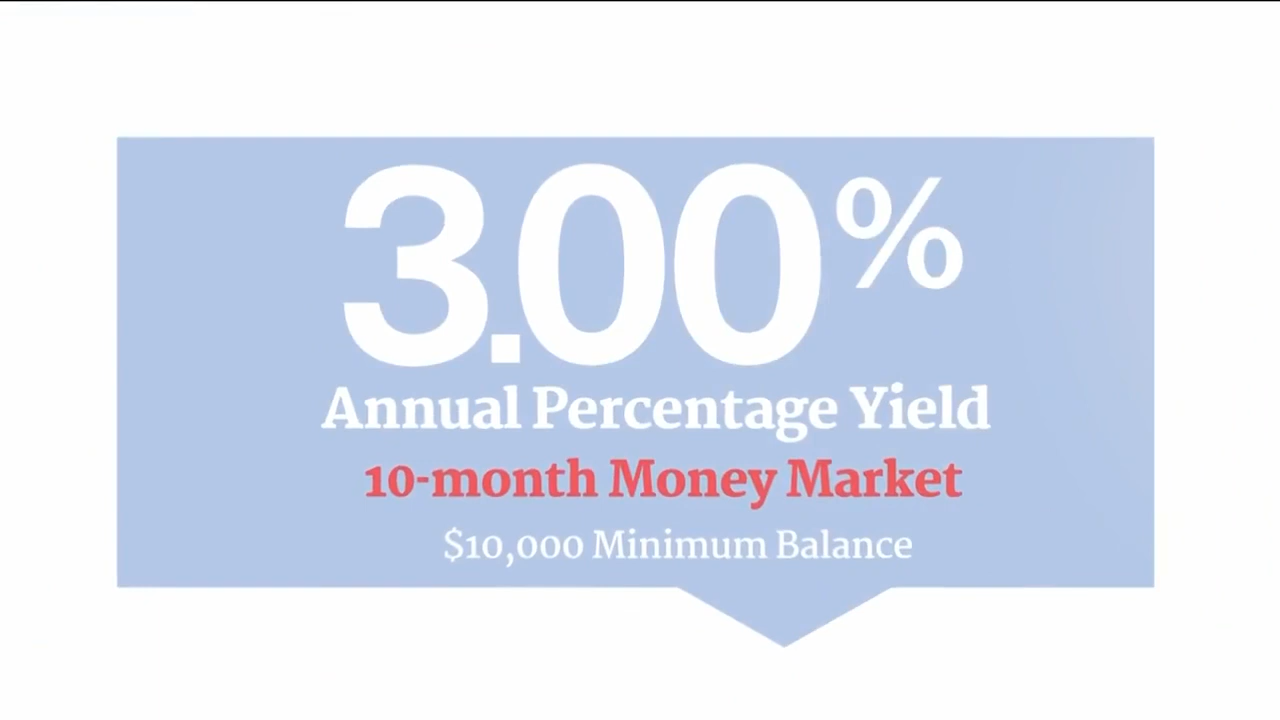 3.00%
Annual Percentage Yield
10-month Money Market
$10,000 Minimum Balance